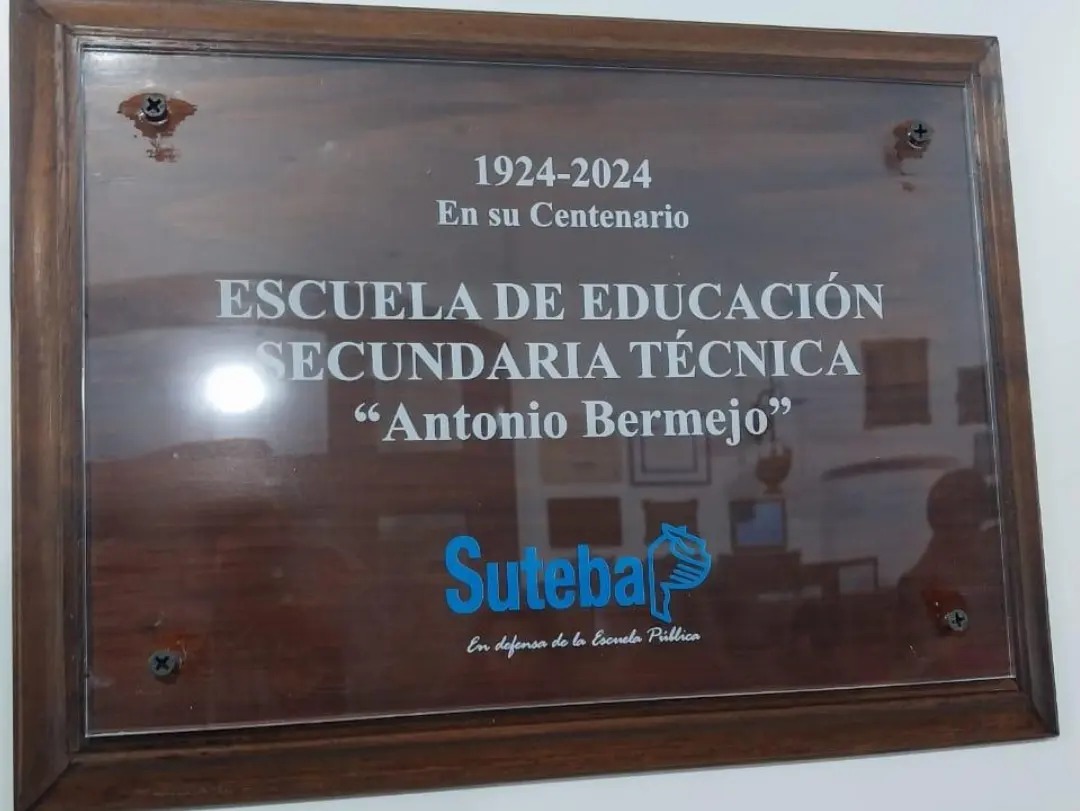 1924-2024
En su Centenario
ESCUELA DE EDUCACIÓN
SECUNDARIA TÉCNICA
“Antonio Bermejo”
Suteba
En defensa de la Escuela Pública